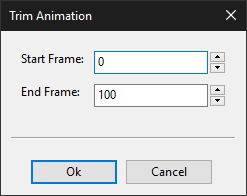 Trim Animation
Start Frame: 0
End Frame: 100
Ok Cancel